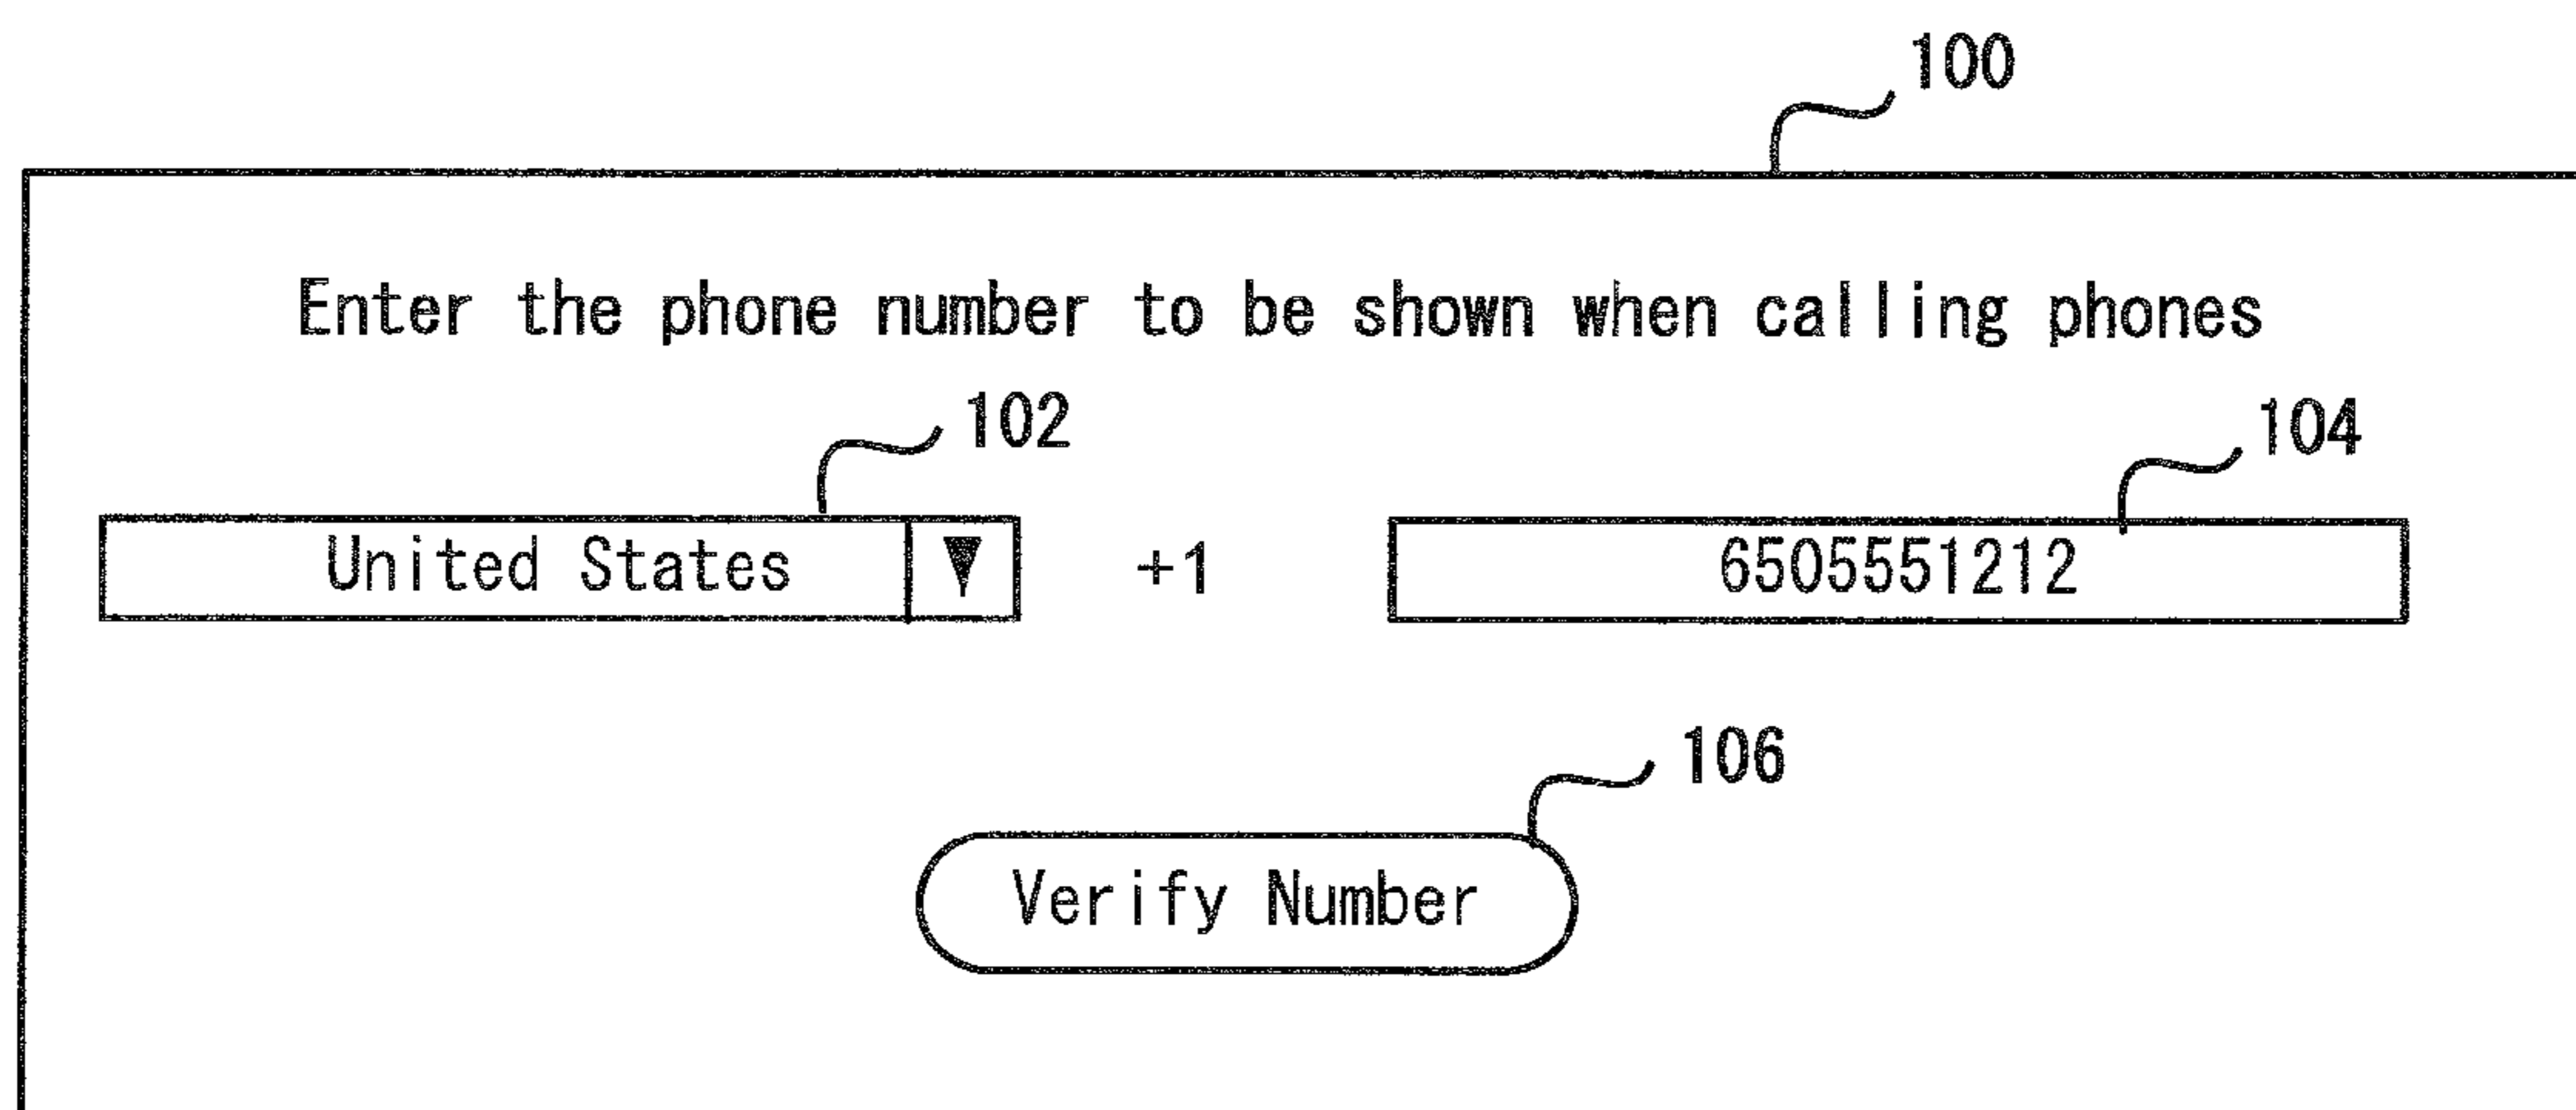 100
Enter the phone number to be shown when calling phones
102
104
United States +1 6505551212
106
Verify Number